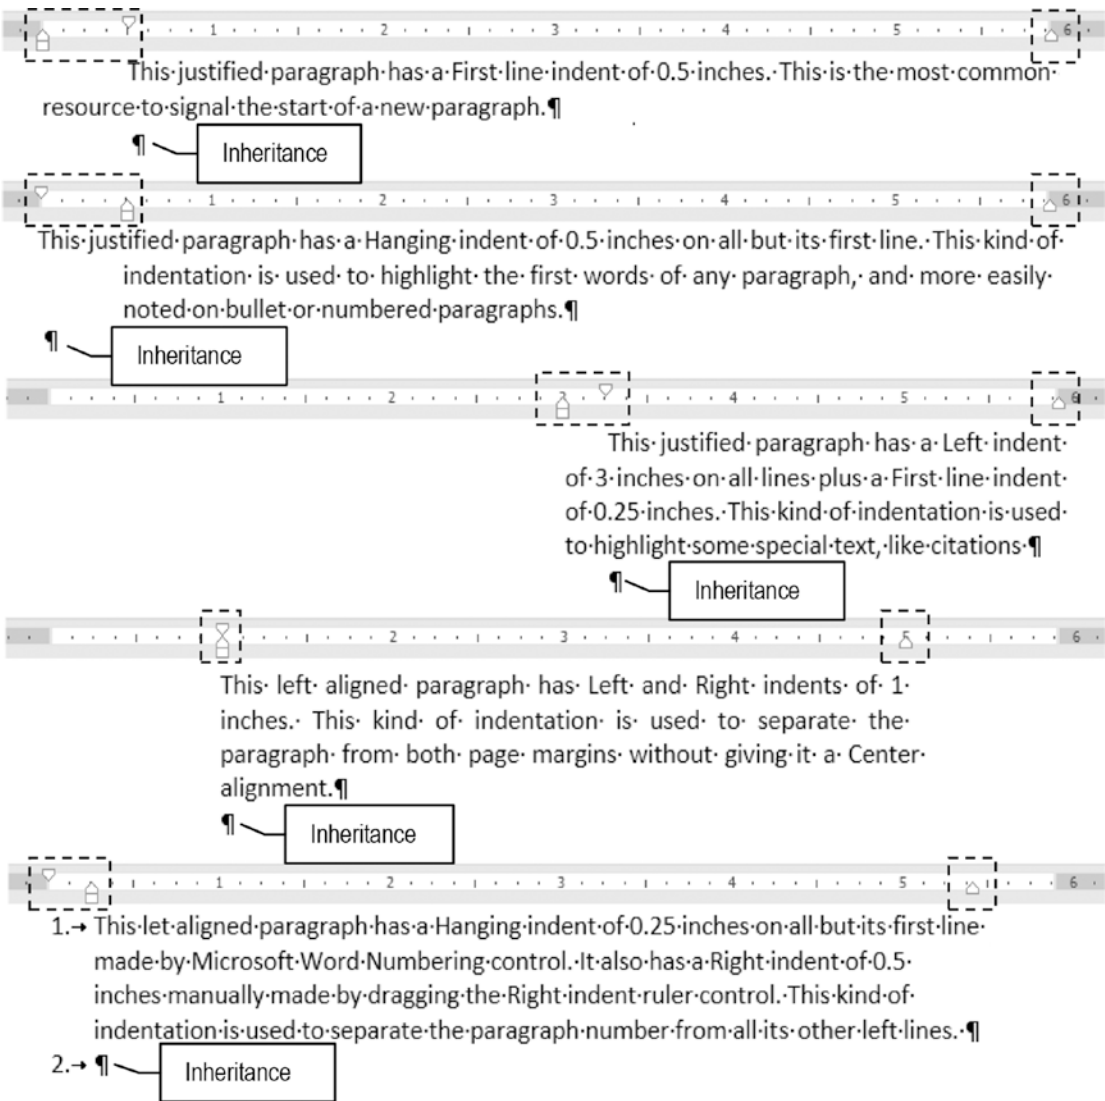 1 2 3 4 5 6
This justified paragraph has a First line indent of 0.5 inches. This is the most common
resource to signal the start of a new paragraph.¶
¶ Inheritance
1 2 3 4 5 6
This justified paragraph has a Hanging indent of 0.5 inches on all but its first line. This kind of
indentation is used to highlight the first words of any paragraph, and more easily
noted on bullet or numbered paragraphs.¶
¶ Inheritance
1 2 3 4 5 6
This justified paragraph has a Left indent
of 3 inches on all lines plus a First line indent
of 0.25 inches. This kind of indentation is used
to highlight some special text, like citations ¶
¶ Inheritance
2 3 4 5 6
This left aligned paragraph has Left and Right indents of 1
inches. This kind of indentation is used to separate the
paragraph from both page margins without giving it a Center
alignment.¶
¶ Inheritance
1 2 3 4 5 6
1.→ This let aligned paragraph has a Hanging indent of 0.25 inches on all but its first line
made by Microsoft Word Numbering control. It also has a Right indent of 0.5
inches manually made by dragging the Right indent ruler control. This kind of
indentation is used to separate the paragraph number from all its other left lines. ¶
2.→ ¶ Inheritance